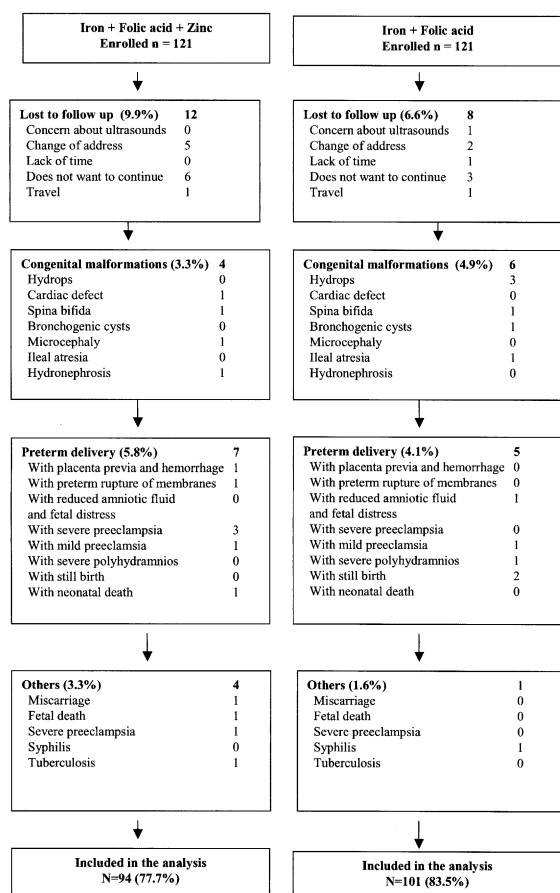 Iron + Folic acid + Zinc
Enrolled n = 121
Lost to follow up (9.9%) 12
Concern about ultrasounds 0
Change of address 5
Lack of time 0
Does not want to continue 6
Travel 1
Congenital malformations (3.3%) 4
Hydrops 0
Cardiac defect 1
Spina bifida 1
Bronchogenic cysts 0
Microcephaly 1
Ileal atresia 0
Hydronephrosis 1
Preterm delivery (5.8%) 7
With placenta previa and hemorrhage 1
With preterm rupture of membranes 1
With reduced amniotic fluid 0
and fetal distress
With severe preeclampsia 3
With mild preeclamsia 1
With severe polyhydramnios 0
With still birth 0
With neonatal death 1
Others (3.3%) 4
Miscarriage 1
Fetal death 1
Severe preeclampsia 1
Syphilis 0
Tuberculosis 1
Included in the analysis
N=94 (77.7%)
Iron + Folic acid
Enrolled n = 121
Lost to follow up (6.6%) 8
Concern about ultrasounds 1
Change of address 2
Lack of time 1
Does not want to continue 3
Travel 1
Congenital malformations (4.9%) 6
Hydrops 3
Cardiac defect 0
Spina bifida 1
Bronchogenic cysts 1
Microcephaly 0
Ileal atresia 1
Hydronephrosis 0
Preterm delivery (4.1%) 5
With placenta previa and hemorrhage 0
With preterm rupture of membranes 0
With reduced amniotic fluid 1
and fetal distress
With severe preeclampsia 0
With mild preeclamsia 1
With severe polyhydramnios 1
With still birth 2
With neonatal death 0
Others (1.6%) 1
Miscarriage 0
Fetal death 0
Severe preeclampsia 0
Syphilis 1
Tuberculosis 0
Included in the analysis
N=101 (83.5%)